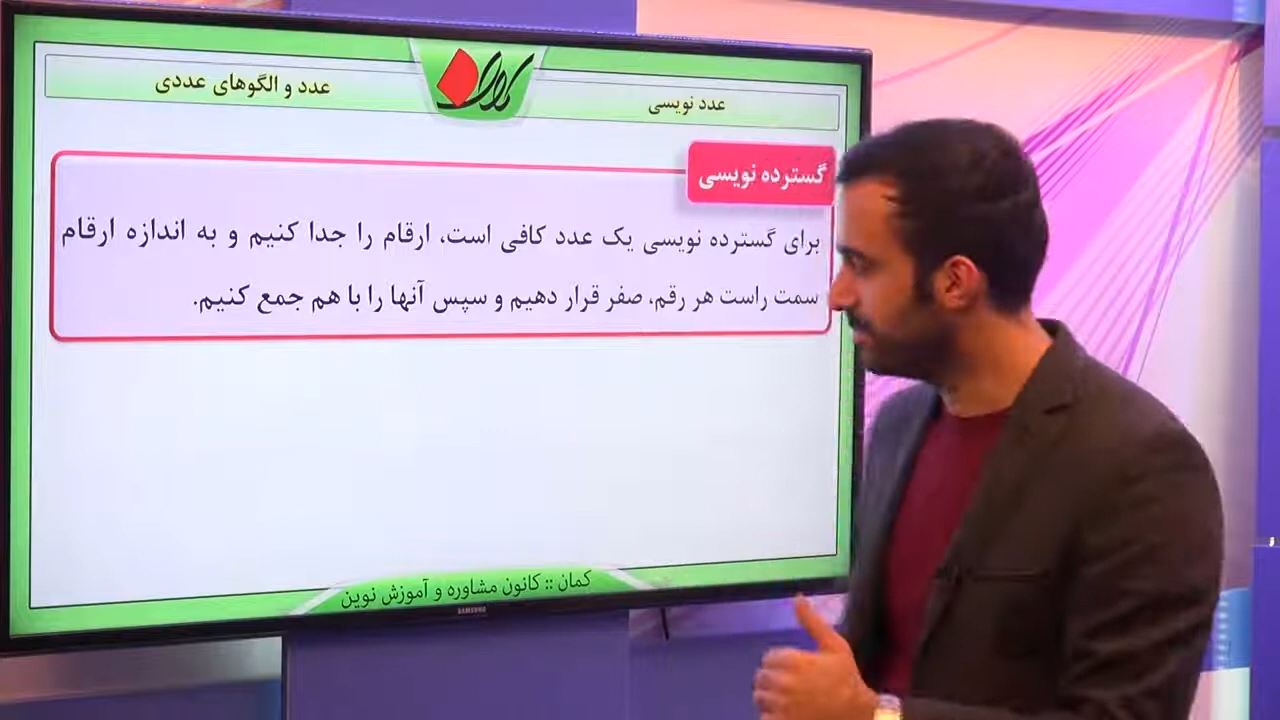 عدد نویسی
عدد و الگوهای عددی
کمان
گسترده نویسی
برای گسترده نویسی یک عدد کافی است، ارقام را جدا کنیم و به اندازه ارقام
سمت راست هر رقم، صفر قرار دهیم و سپس آنها را با هم جمع کنیم.
کمان :: کانون مشاوره و آموزش نوین
SAMSUNG